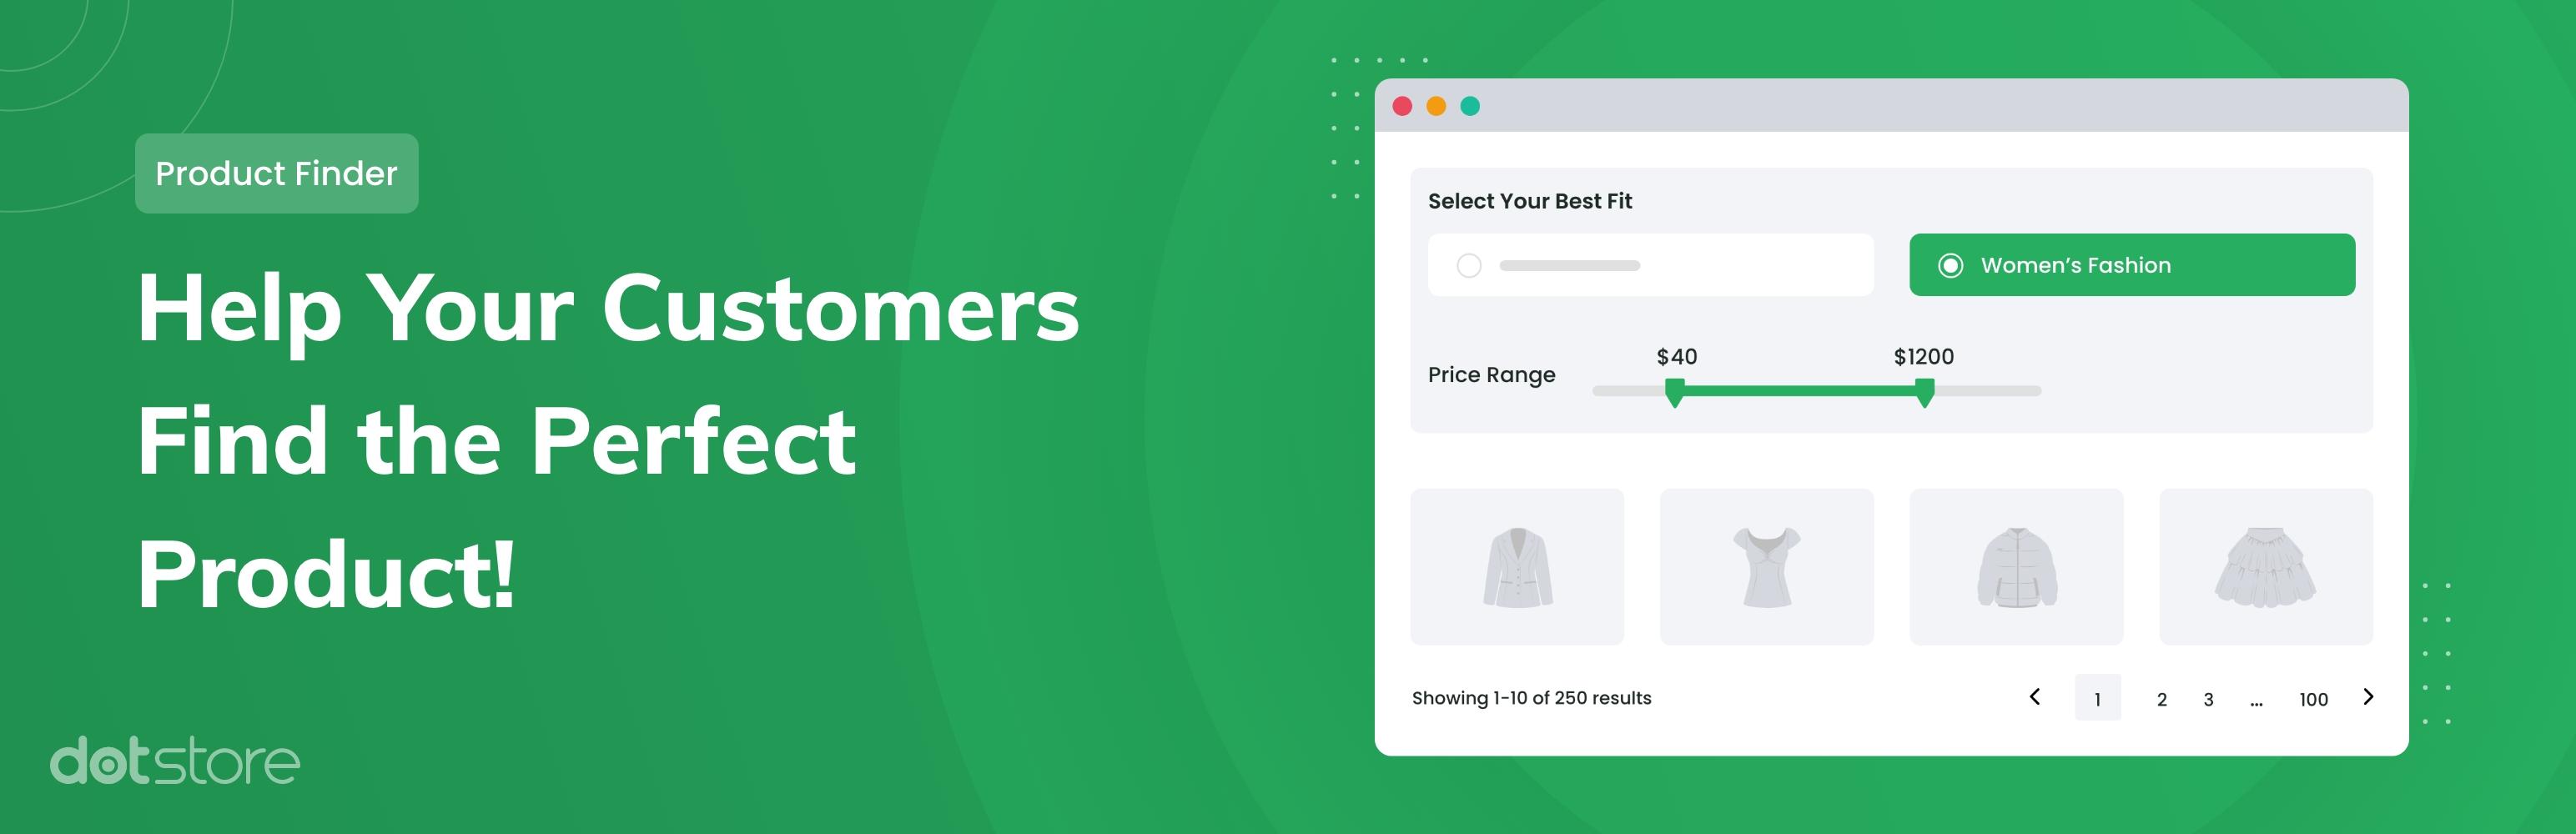 Product Finder
Help Your Customers
Find the Perfect
Product!
dotstore
Select Your Best Fit
Women’s Fashion
Price Range
$40
$1200
Showing 1-10 of 250 results
1 2 3 ... 100